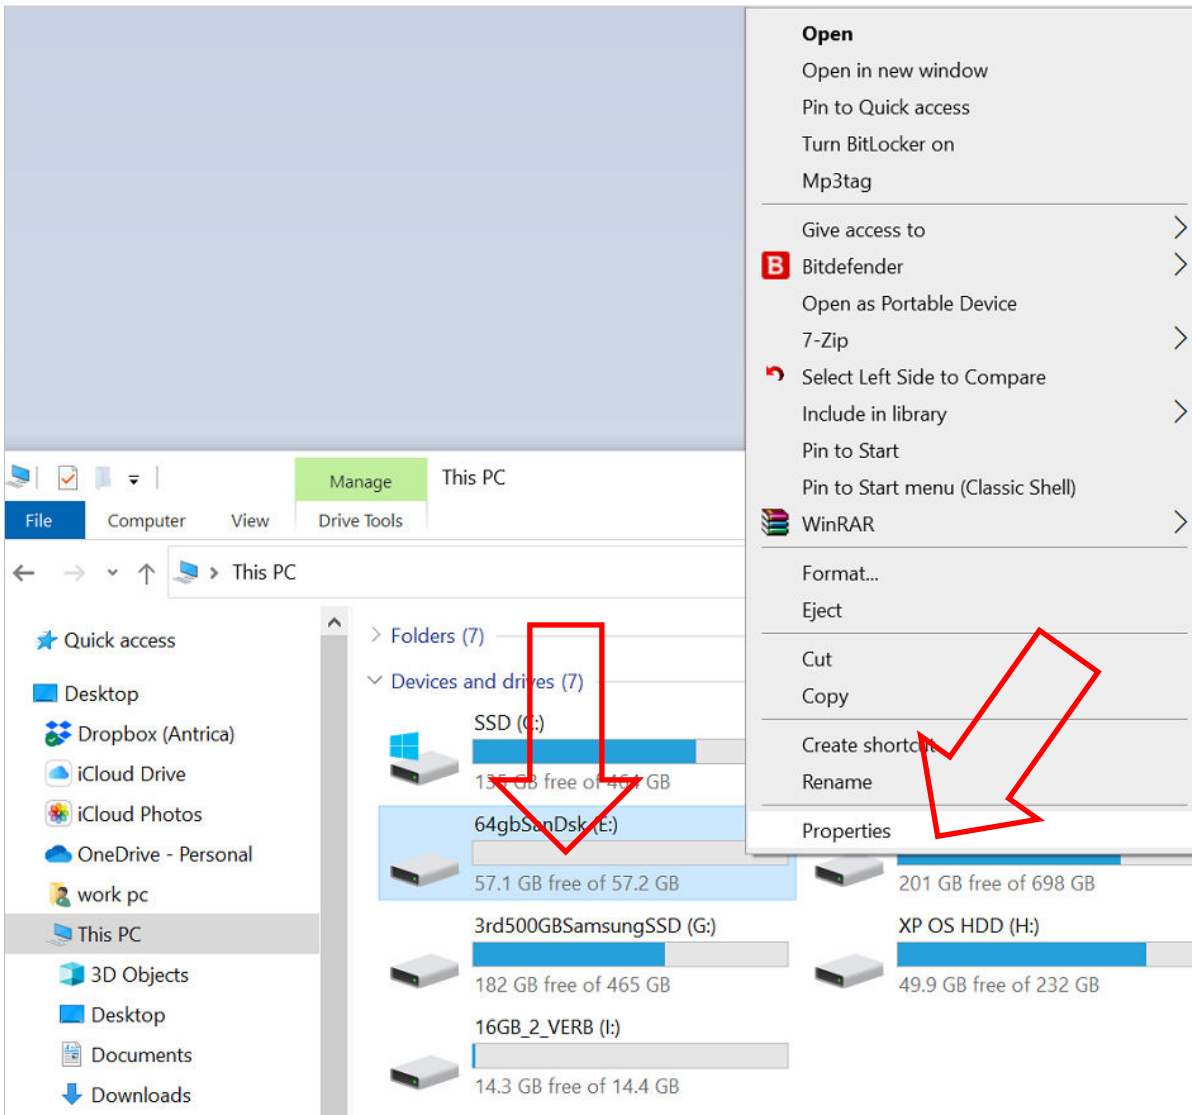 Open
Open in new window
Pin to Quick access
Turn BitLocker on
Mp3tag
Give access to
B Bitdefender
Open as Portable Device
7-Zip
Select Left Side to Compare
Include in library
Pin to Start
Pin to Start menu (Classic Shell)
WinRAR
Format...
Eject
Cut
Copy
Create shortcut
Rename
Properties
Manage
This PC
File
Computer
View
Drive Tools
This PC
Quick access
Desktop
Dropbox (Antrica)
iCloud Drive
iCloud Photos
OneDrive - Personal
work pc
This PC
3D Objects
Desktop
Documents
Downloads
Folders (7)
Devices and drives (7)
SSD (C:)
135 GB free of 464 GB
64gbSanDsk (E:)
57.1 GB free of 57.2 GB
201 GB free of 698 GB
3rd500GBSamsungSSD (G:)
182 GB free of 465 GB
XP OS HDD (H:)
49.9 GB free of 232 GB
16GB_2_VERB (I:)
14.3 GB free of 14.4 GB